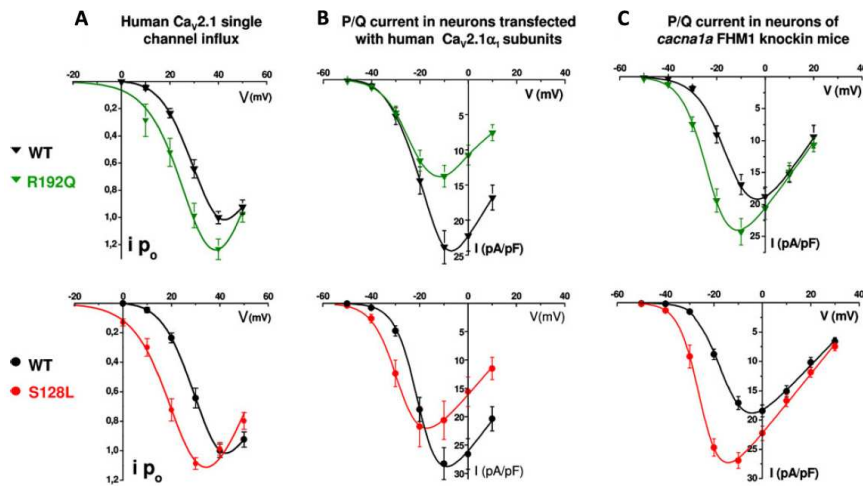 A
Human CaV2.1 single
channel influx
B
P/Q current in neurons transfected
with human CaV2.1α1 subunits
C
P/Q current in neurons of
cacna1a FHM1 knockin mice
-20 0 20 40 60
V (mV)
0,2
0,4
0,6
0,8
1,0
1,2
i po
WT
R192Q
-60 -40 -20 0 20 40
V (mV)
5
10
15
20
25
I (pA/pF)
-60 -40 -20 0 20 40
V (mV)
5
10
15
20
25
I (pA/pF)
-20 0 20 40 60
V (mV)
0,2
0,4
0,6
0,8
1,0
1,2
i po
WT
S128L
-60 -40 -20 0 20 40
V (mV)
5
10
15
20
25
30
I (pA/pF)
-60 -40 -20 0 20 40
V (mV)
5
10
15
20
25
30
I (pA/pF)